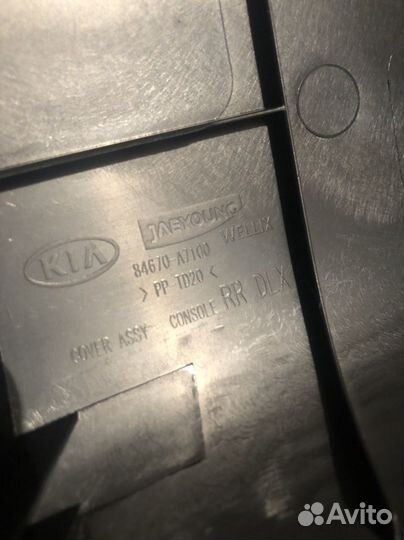 KIA
JAEYOUNG
84670-A7100 WELLIX
> PP-TD20 <
COVER ASSY CONSOLE RR DLX
Avito